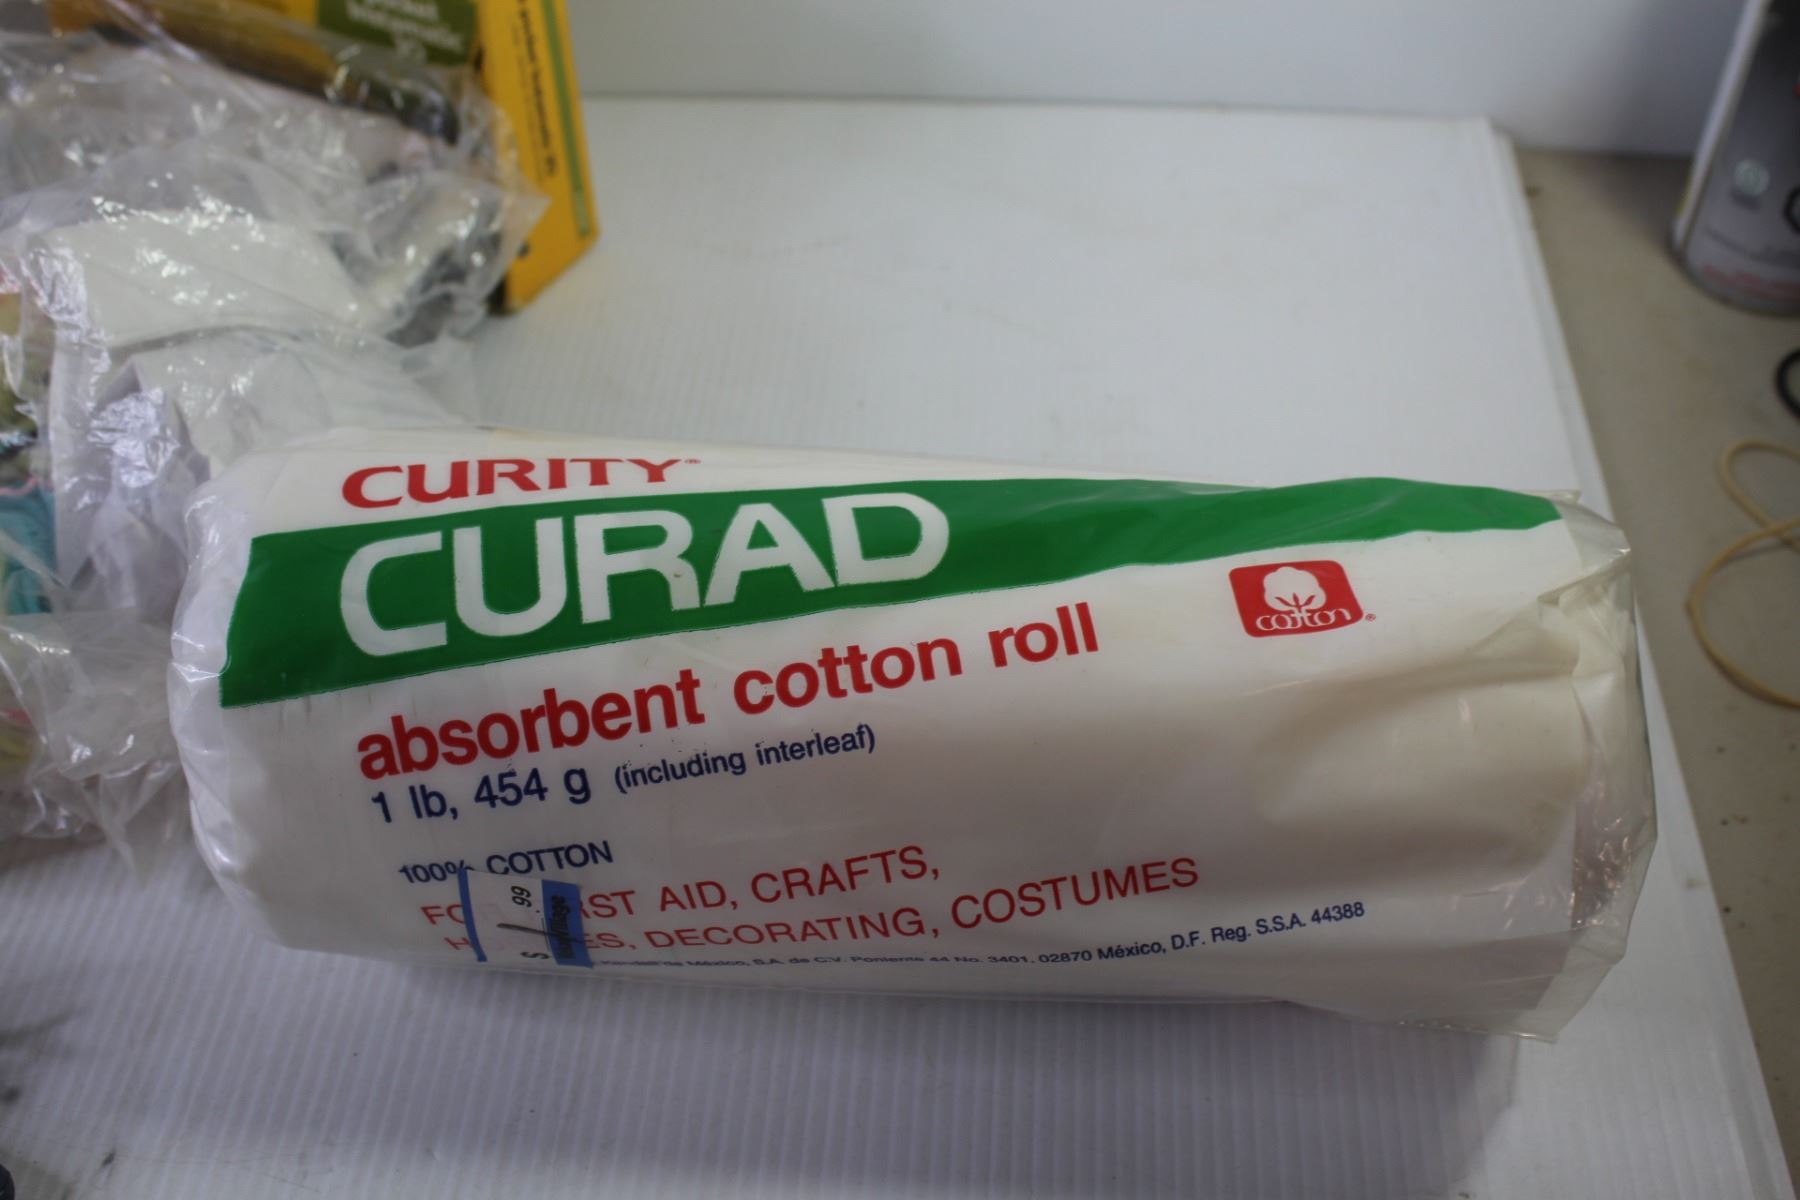 CURITY®
CURAD
absorbent cotton roll
cotton®
1 lb, 454 g (including interleaf)
100% COTTON
AID, CRAFTS,
DECORATING, COSTUMES
México, S.A. de C.V. Poniente 44 No. 3401, 02870 México, D.F. Reg. S.S.A. 44388
$ .99